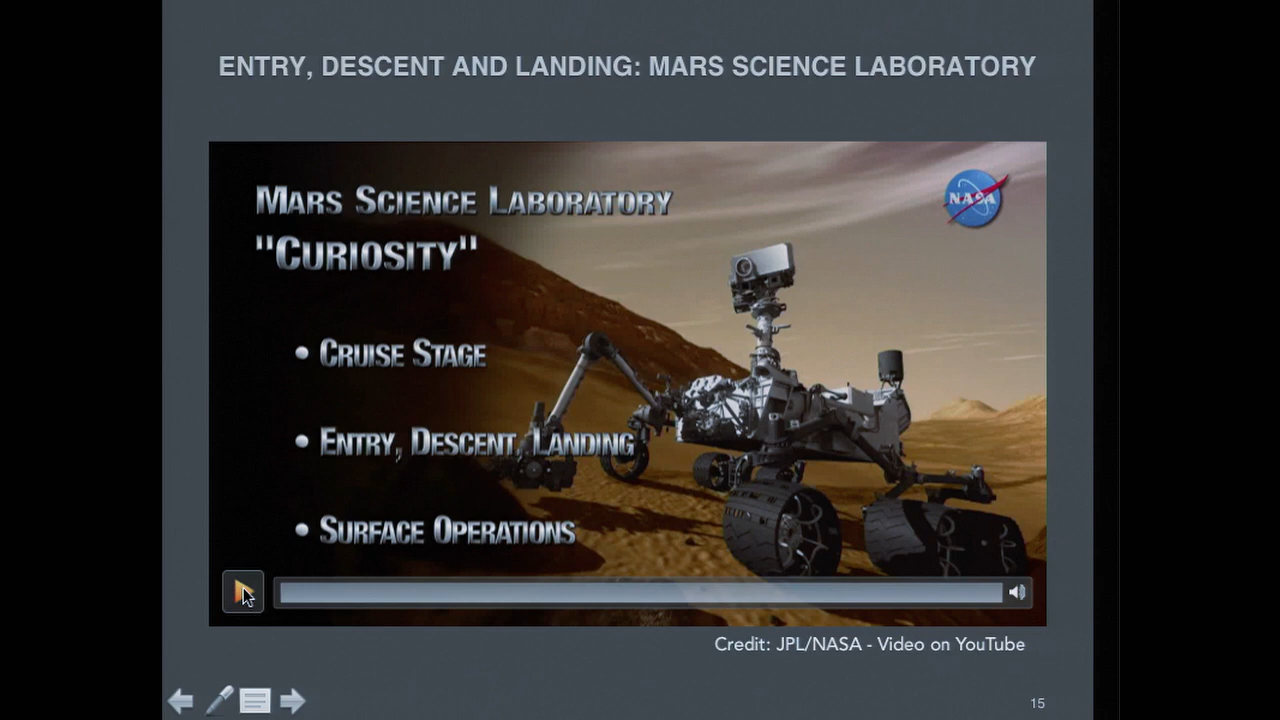 ENTRY, DESCENT AND LANDING: MARS SCIENCE LABORATORY
MARS SCIENCE LABORATORY
"CURIOSITY"
NASA
• CRUISE STAGE
• ENTRY, DESCENT, LANDING
• SURFACE OPERATIONS
Credit: JPL/NASA - Video on YouTube
15